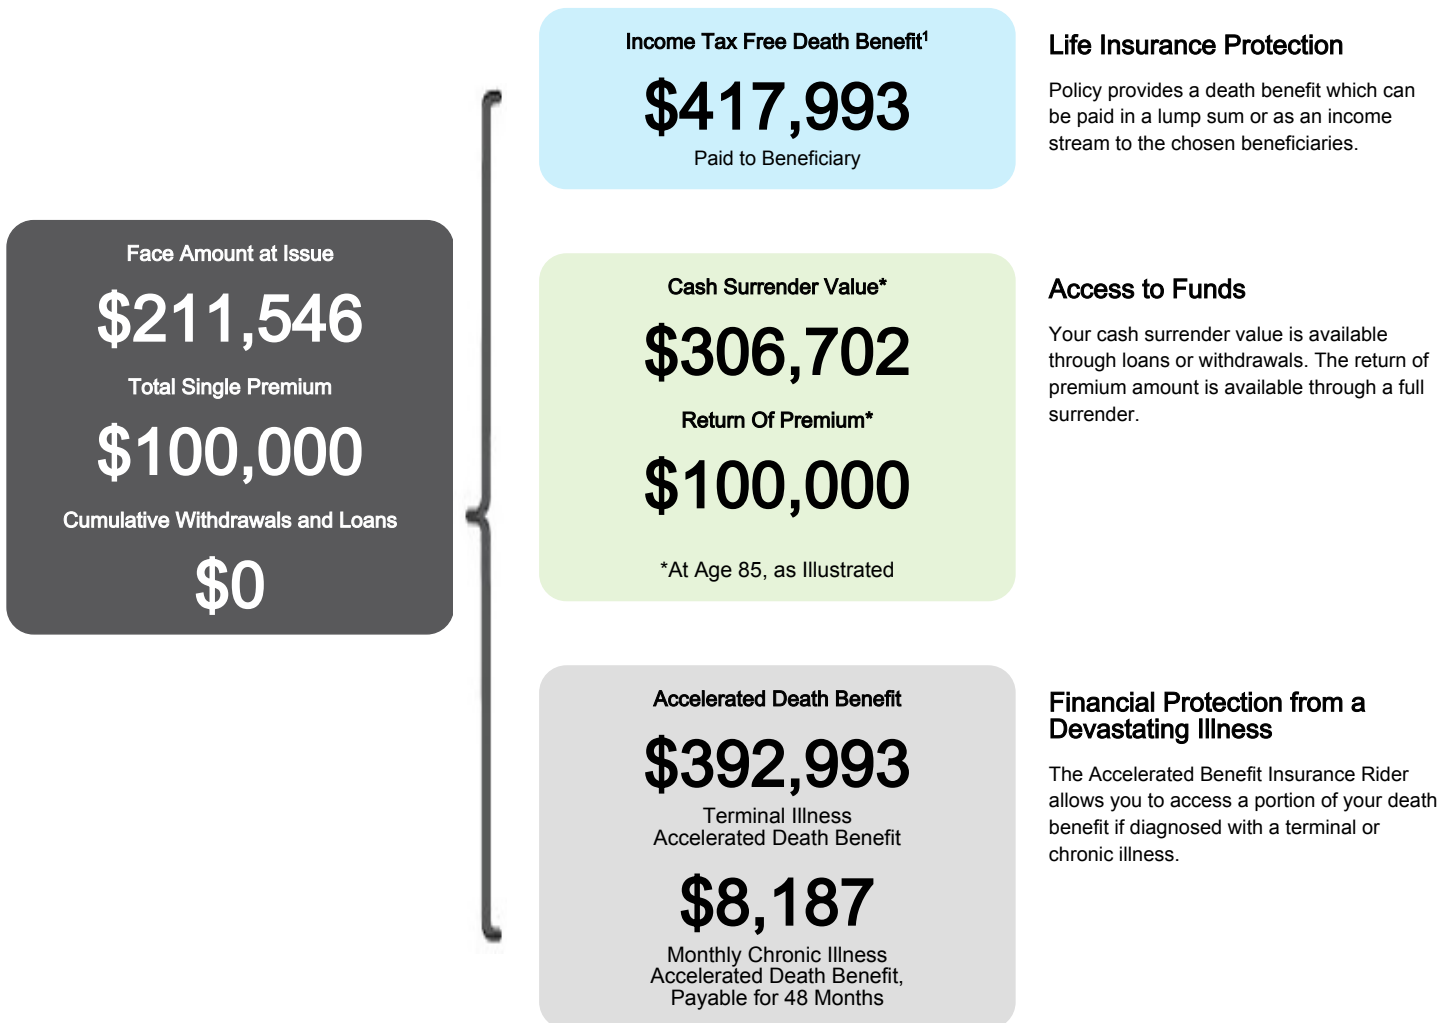 Income Tax Free Death Benefit¹
$417,993
Paid to Beneficiary
Life Insurance Protection
Policy provides a death benefit which can
be paid in a lump sum or as an income
stream to the chosen beneficiaries.
Face Amount at Issue
$211,546
Total Single Premium
$100,000
Cumulative Withdrawals and Loans
$0
Cash Surrender Value*
$306,702
Return Of Premium*
$100,000
*At Age 85, as Illustrated
Access to Funds
Your cash surrender value is available
through loans or withdrawals. The return of
premium amount is available through a full
surrender.
Accelerated Death Benefit
$392,993
Terminal Illness
Accelerated Death Benefit
$8,187
Monthly Chronic Illness
Accelerated Death Benefit,
Payable for 48 Months
Financial Protection from a
Devastating Illness
The Accelerated Benefit Insurance Rider
allows you to access a portion of your death
benefit if diagnosed with a terminal or
chronic illness.